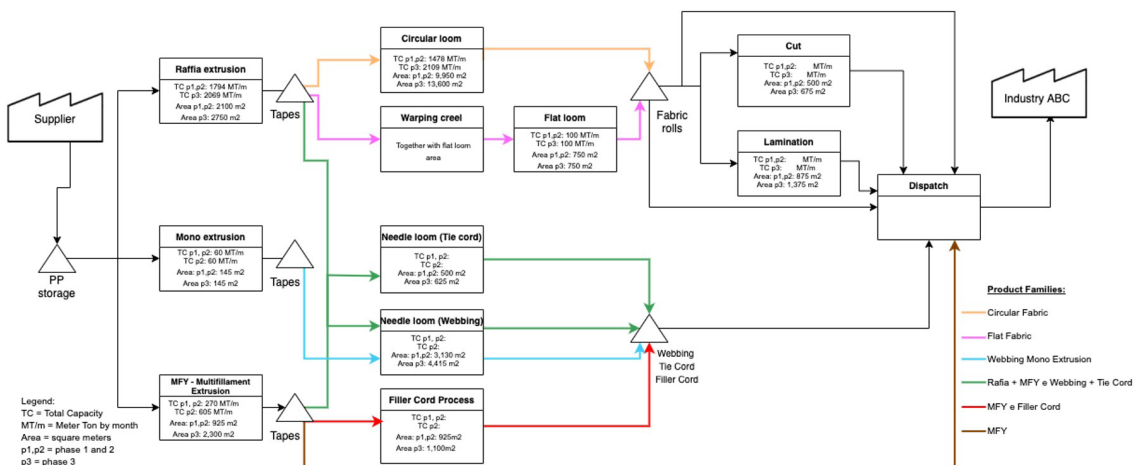 Supplier
PP
storage
Raffia extrusion
TC p1,p2: 1794 MT/m
TC p3: 2069 MT/m
Area p1,p2: 2100 m2
Area p3: 2750 m2
Tapes
Mono extrusion
TC p1, p2: 60 MT/m
TC p2: 60 MT/m
Area: p1,p2: 145 m2
Area p3: 145 m2
Tapes
MFY - Multifillament
Extrusion
TC p1, p2: 270 MT/m
TC p2: 605 MT/m
Area: p1,p2: 925 m2
Area p3: 2,300 m2
Tapes
Circular loom
TC p1,p2: 1478 MT/m
TC p3: 2109 MT/m
Area: p1,p2: 9,950 m2
Area p3: 13,600 m2
Warping creel
Together with flat loom
area
Flat loom
TC p1,p2: 100 MT/m
TC p3: 100 MT/m
Area p1,p2: 750 m2
Area p3: 750 m2
Needle loom (Tie cord)
TC p1, p2:
TC p2:
Area: p1,p2: 500 m2
Area p3: 625 m2
Needle loom (Webbing)
TC p1, p2:
TC p2:
Area: p1,p2: 3,130 m2
Area p3: 4,415 m2
Filler Cord Process
TC p1, p2:
TC p2:
Area: p1,p2: 925m2
Area p3: 1,100m2
Fabric
rolls
Webbing
Tie Cord
Filler Cord
Cut
TC p1,p2: MT/m
TC p3: MT/m
Area: p1,p2: 500 m2
Area p3: 675 m2
Lamination
TC p1,p2: MT/m
TC p3: MT/m
Area: p1,p2: 875 m2
Area p3: 1,375 m2
Dispatch
Industry ABC
Product Families:
Circular Fabric
Flat Fabric
Webbing Mono Extrusion
Rafia + MFY e Webbing + Tie Cord
MFY e Filler Cord
MFY
Legend:
TC = Total Capacity
MT/m = Meter Ton by month
Area = square meters
p1,p2 = phase 1 and 2
p3 = phase 3